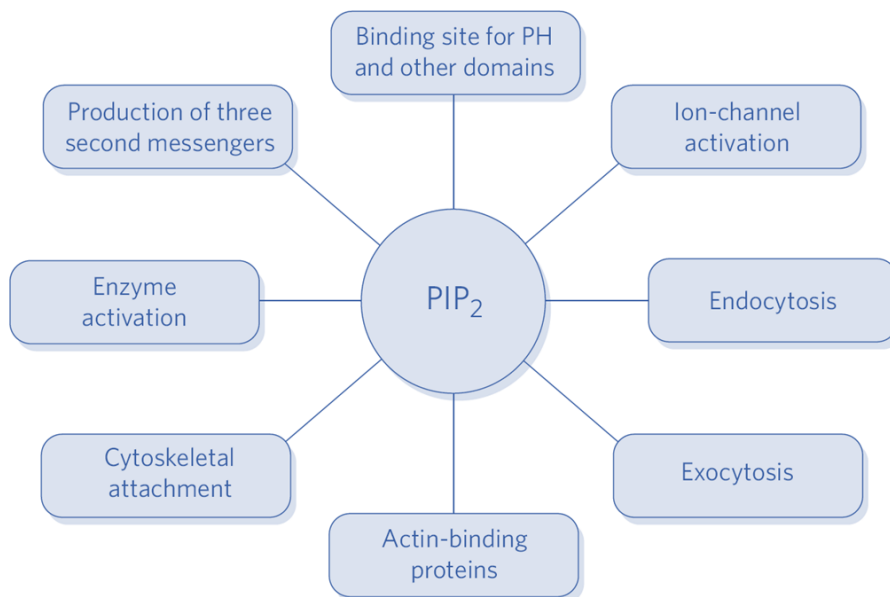 Binding site for PH
and other domains
Production of three
second messengers
Ion-channel
activation
Enzyme
activation
PIP₂
Endocytosis
Cytoskeletal
attachment
Exocytosis
Actin-binding
proteins